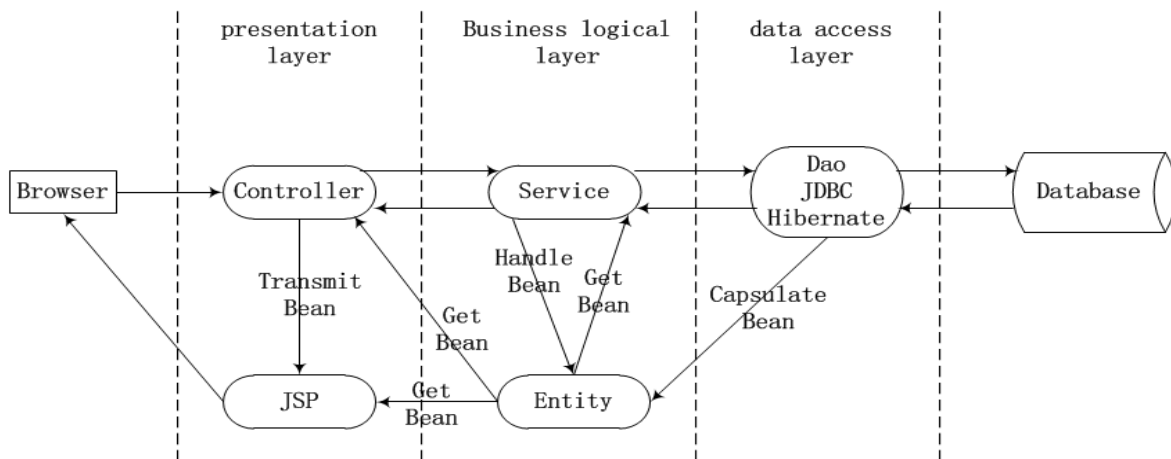 presentation
layer
Business logical
layer
data access
layer
Browser
Controller
Service
Dao
JDBC
Hibernate
Database
Transmit
Bean
Handle
Bean
Get
Bean
Get
Bean
Capsulate
Bean
JSP
Get
Bean
Entity